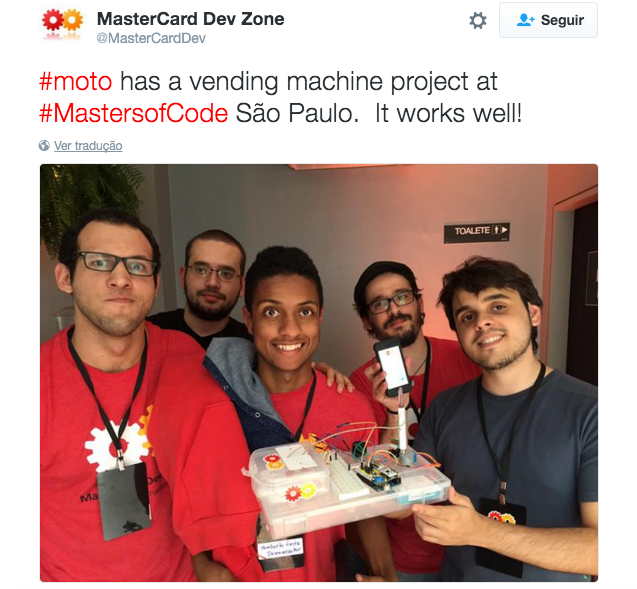 MasterCard Dev Zone
@MasterCardDev
Seguir
#moto has a vending machine project at
#MastersofCode São Paulo.  It works well!
Ver tradução
TOALETE